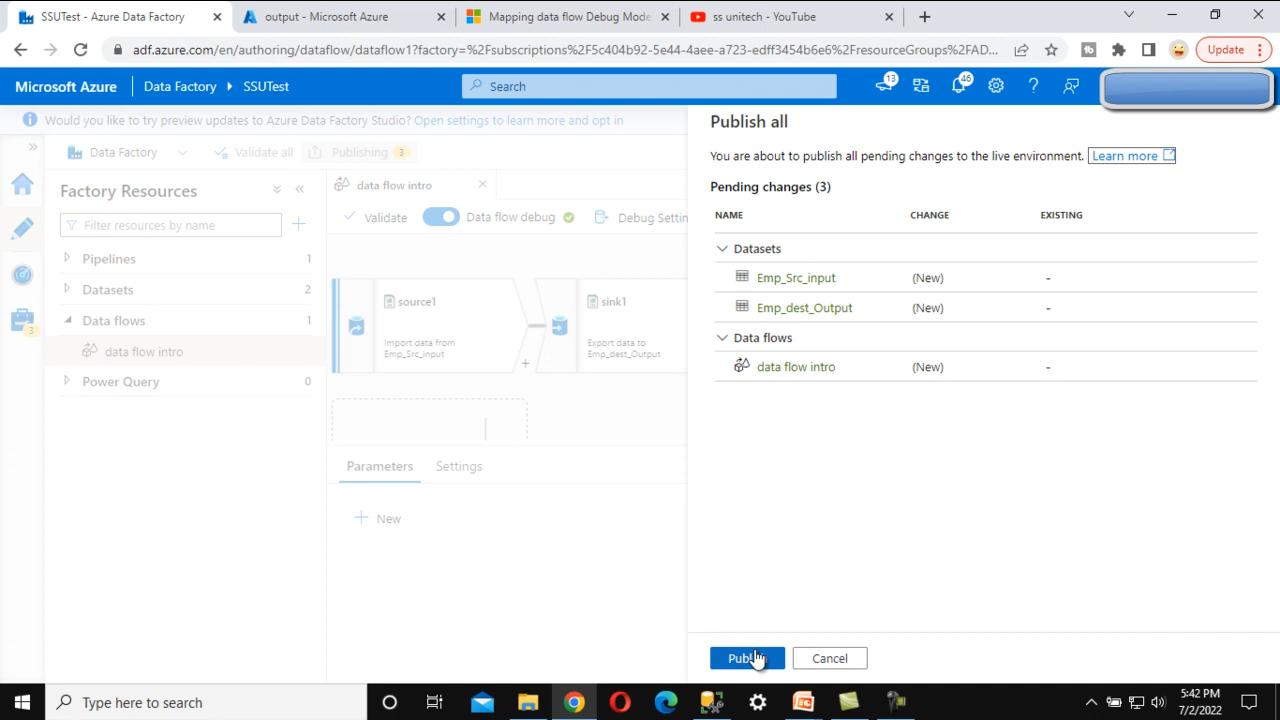 SSUTest - Azure Data Factory
output - Microsoft Azure
Mapping data flow Debug Mode
ss unitech - YouTube
adf.azure.com/en/authoring/dataflow/dataflow1?factory=%2Fsubscriptions%2F5c404b92-5e44-4aee-a723-edff3454b6e6%2FresourceGroups%2FAD...
Update
Microsoft Azure
Data Factory
SSUTest
Search
13
46
Would you like to try preview updates to Azure Data Factory Studio? Open settings to learn more and opt in
Data Factory
Validate all
Publishing
3
Factory Resources
Filter resources by name
Pipelines
1
Datasets
2
Data flows
1
data flow intro
Power Query
0
3
data flow intro
Validate
Data flow debug
Debug Settin
source1
Import data from
Emp_Src_input
sink1
Export data to
Emp_dest_Output
Parameters
Settings
New
Publish all
You are about to publish all pending changes to the live environment. Learn more
Pending changes (3)
NAME
CHANGE
EXISTING
Datasets
Emp_Src_input
(New)
-
Emp_dest_Output
(New)
-
Data flows
data flow intro
(New)
-
Cancel
Type here to search
5:42 PM
7/2/2022